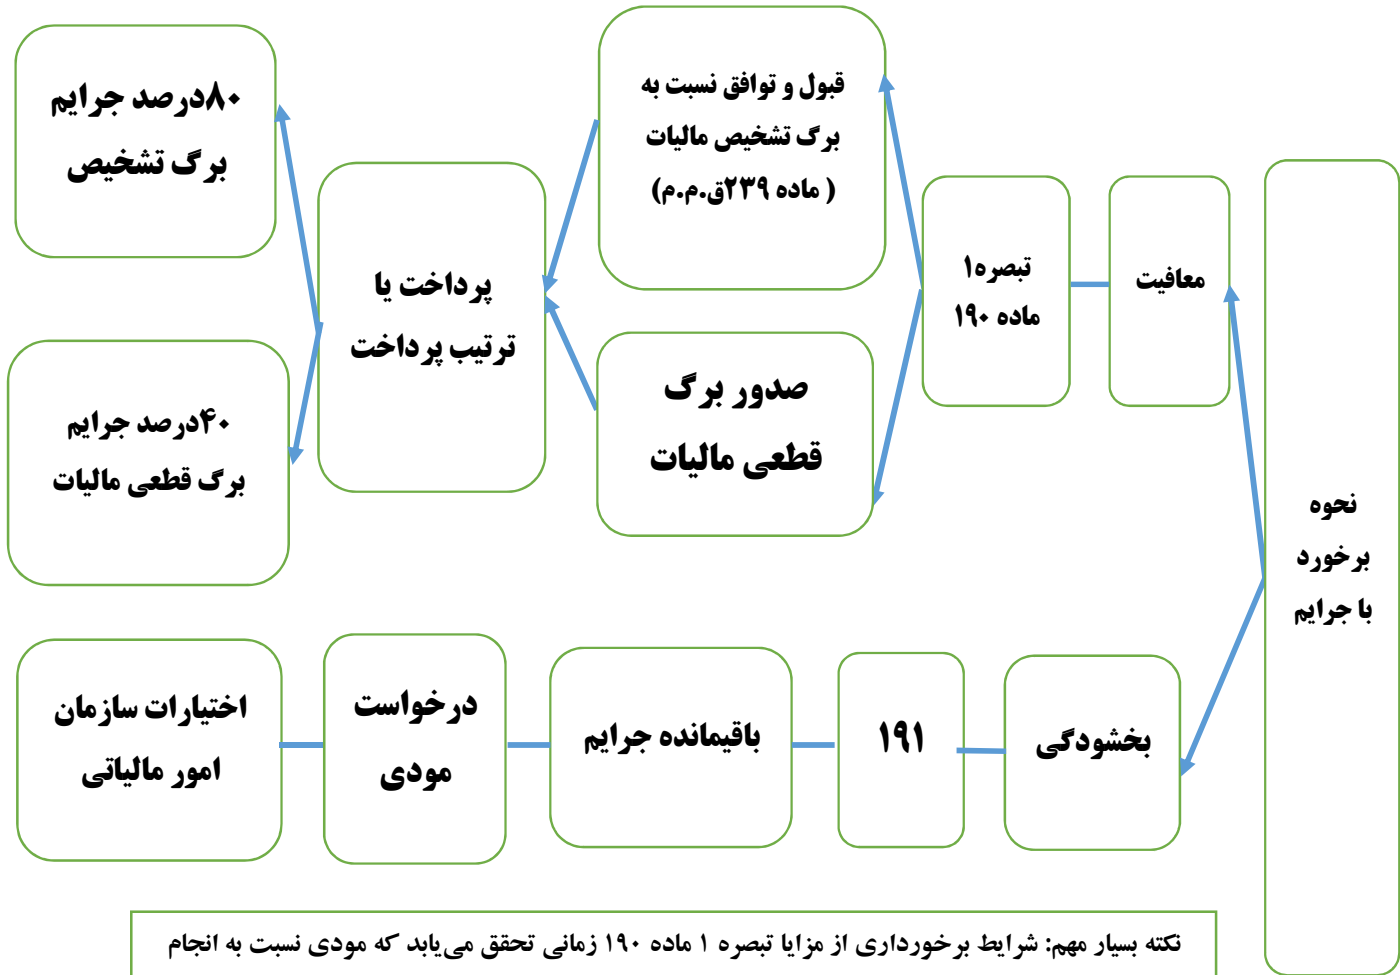 نحوه
برخورد
با جرایم
معافیت
تبصره۱
ماده ۱۹۰
قبول و توافق نسبت به
برگ تشخیص مالیات
( ماده ۲۳۹ق.م.م)
صدور برگ
قطعی مالیات
پرداخت یا
ترتیب پرداخت
۸۰درصد جرایم
برگ تشخیص
۴۰درصد جرایم
برگ قطعی مالیات
بخشودگی
۱۹۱
باقیمانده جرایم
درخواست
مودی
اختیارات سازمان
امور مالیاتی
نکته بسیار مهم: شرایط برخورداری از مزایا تبصره ۱ ماده ۱۹۰ زمانی تحقق می‌یابد که مودی نسبت به انجام